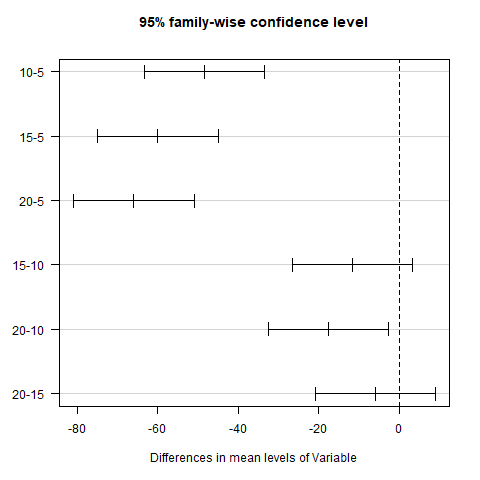 95% family-wise confidence level
10-5
15-5
20-5
15-10
20-10
20-15
-80 -60 -40 -20 0
Differences in mean levels of Variable